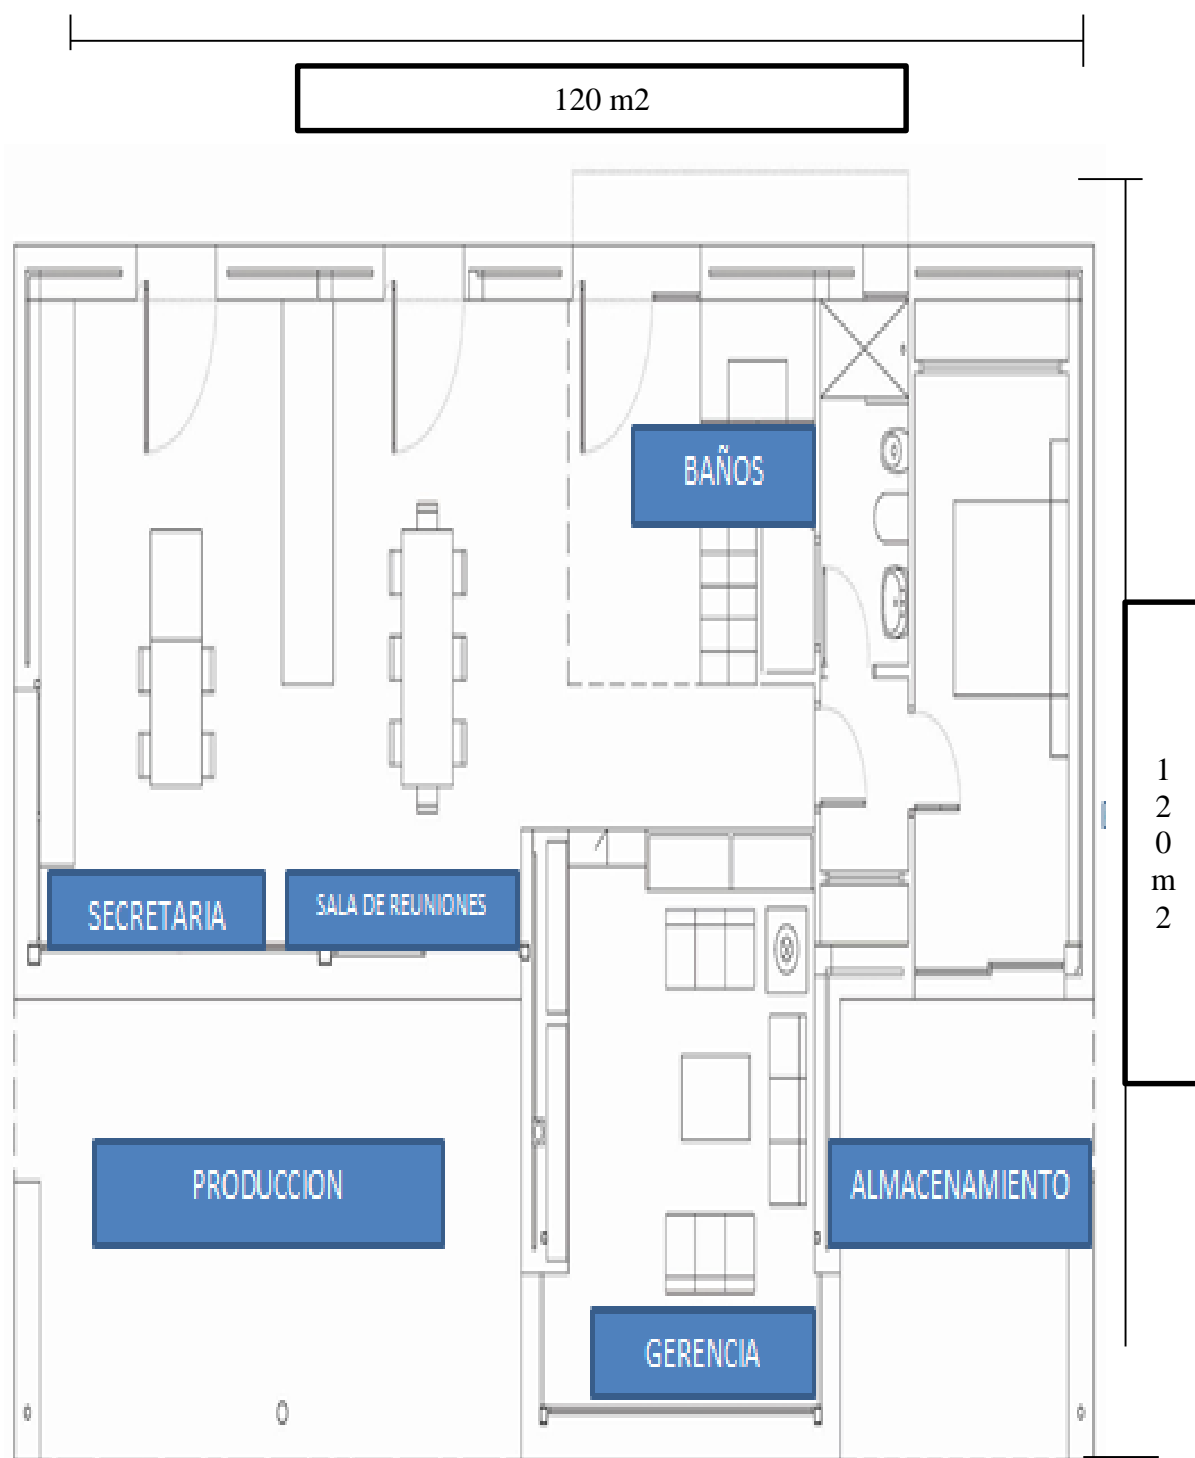 120 m2
BAÑOS
1
2
0
m
2
SECRETARIA
SALA DE REUNIONES
PRODUCCION
ALMACENAMIENTO
GERENCIA